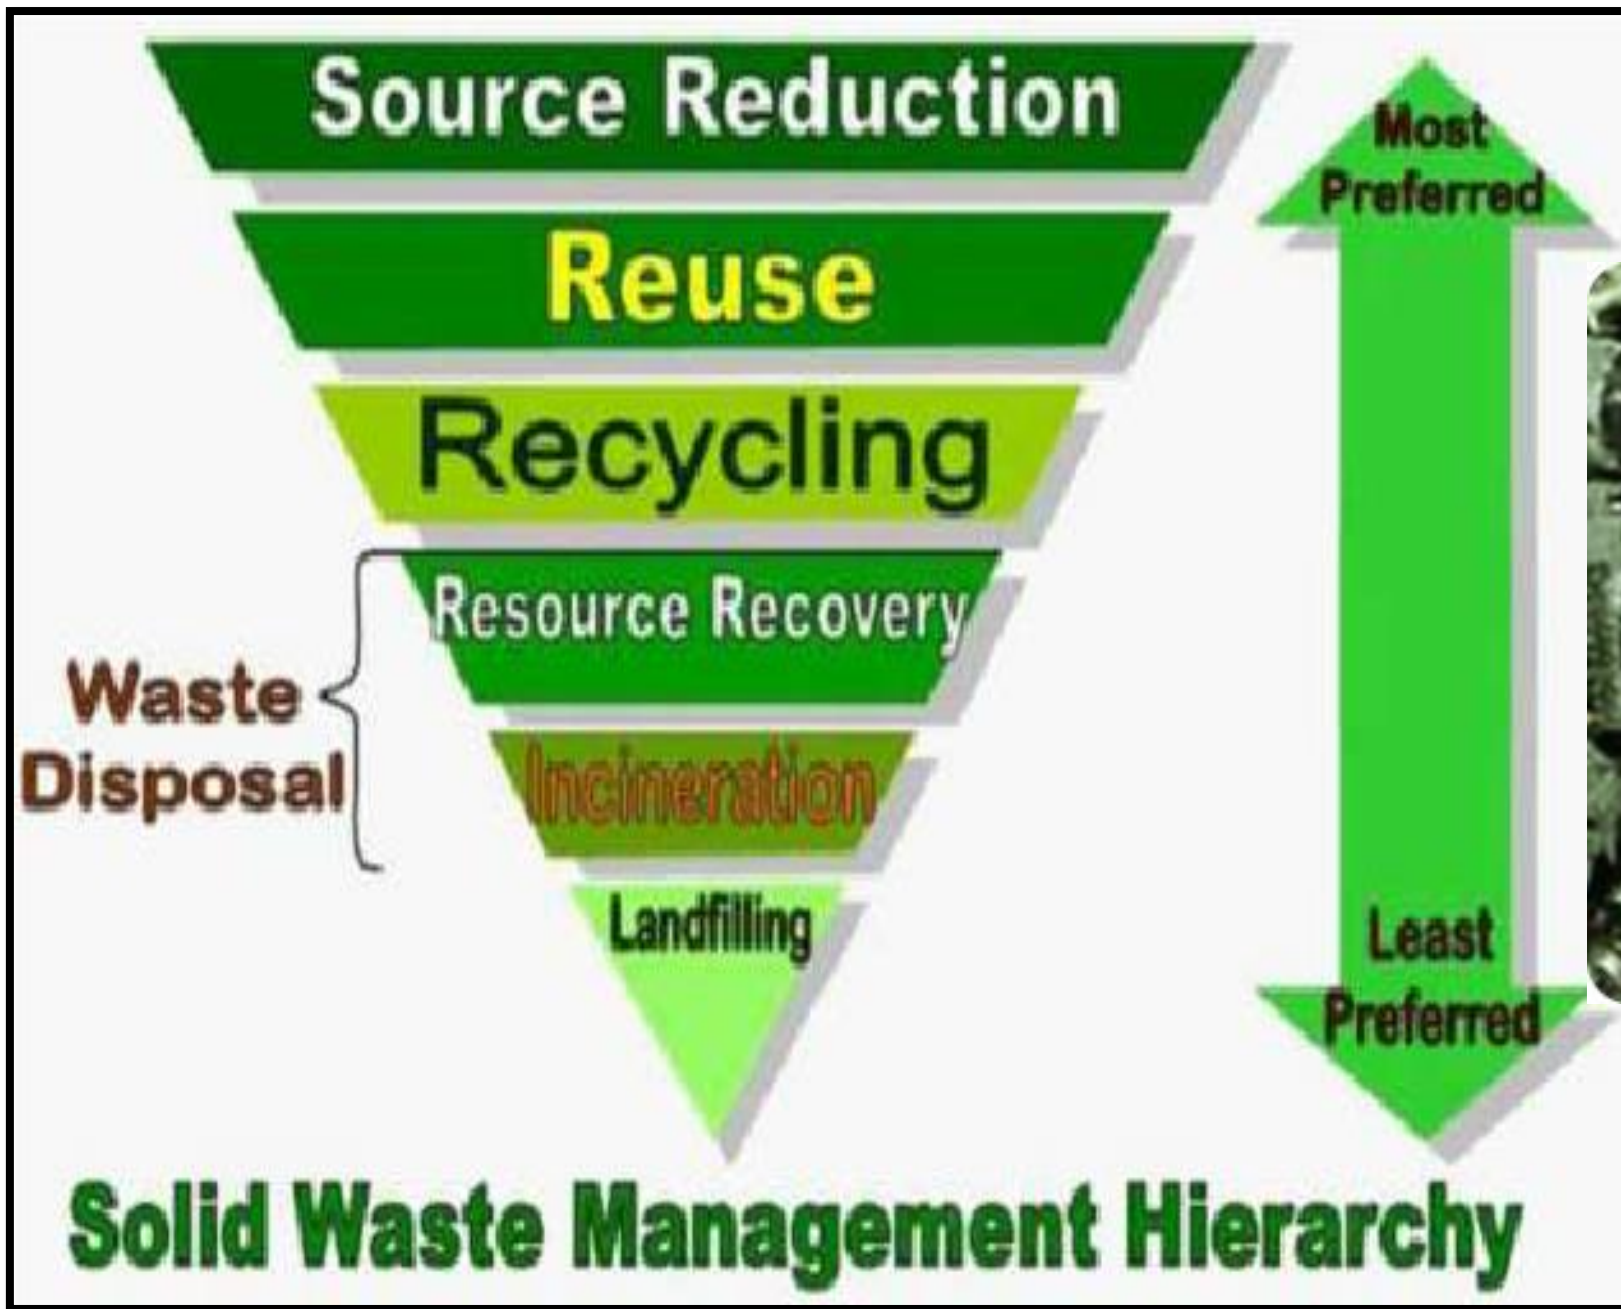 Source Reduction
Reuse
Recycling
Resource Recovery
Incineration
Landfilling
Waste
Disposal
Most
Preferred
Least
Preferred
Solid Waste Management Hierarchy